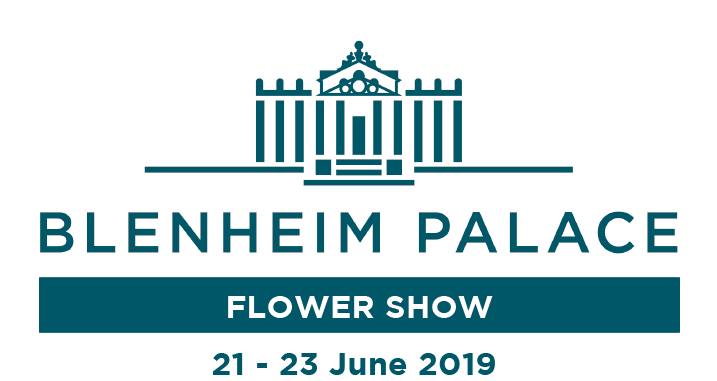 BLENHEIM PALACE
FLOWER SHOW
21 - 23 June 2019